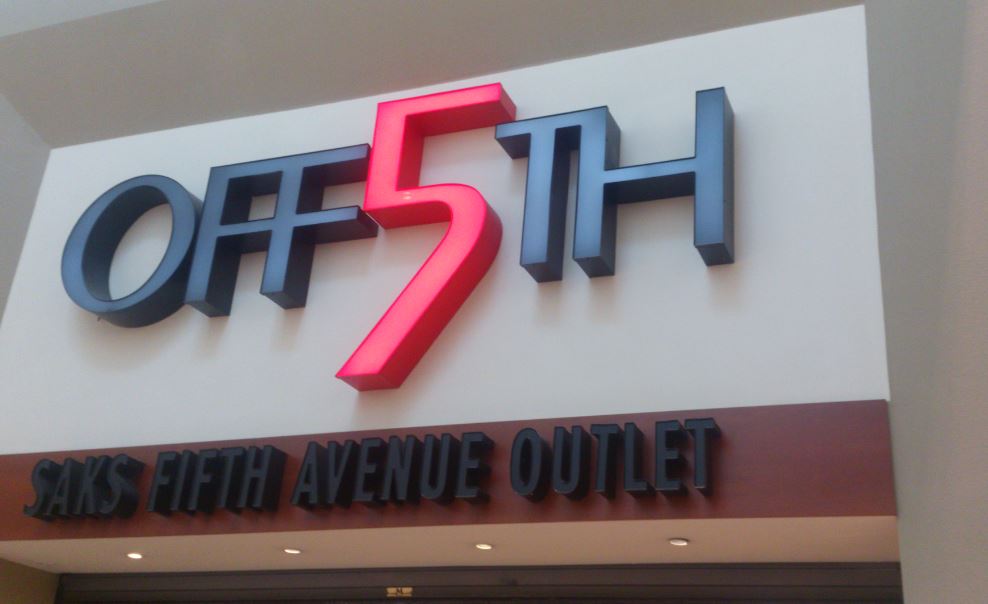 OFF5TH
SAKS FIFTH AVENUE OUTLET